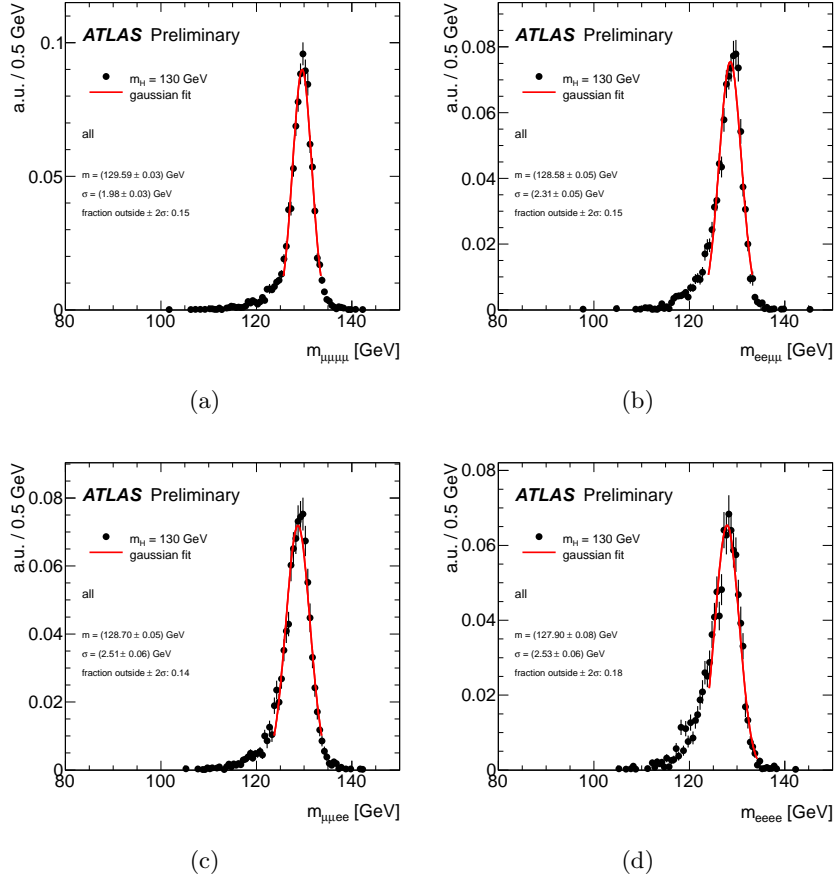 a.u. / 0.5 GeV
ATLAS Preliminary
m_H = 130 GeV
gaussian fit
all
m = (129.59 ± 0.03) GeV
σ = (1.98 ± 0.03) GeV
fraction outside ± 2σ: 0.15
0.1
0.05
0
80 100 120 140
m_μμμμ [GeV]
(a)
a.u. / 0.5 GeV
ATLAS Preliminary
m_H = 130 GeV
gaussian fit
all
m = (128.58 ± 0.05) GeV
σ = (2.31 ± 0.05) GeV
fraction outside ± 2σ: 0.15
0.08
0.06
0.04
0.02
0
80 100 120 140
m_eeμμ [GeV]
(b)
a.u. / 0.5 GeV
ATLAS Preliminary
m_H = 130 GeV
gaussian fit
all
m = (128.70 ± 0.05) GeV
σ = (2.51 ± 0.06) GeV
fraction outside ± 2σ: 0.14
0.08
0.06
0.04
0.02
0
80 100 120 140
m_μμee [GeV]
(c)
a.u. / 0.5 GeV
ATLAS Preliminary
m_H = 130 GeV
gaussian fit
all
m = (127.90 ± 0.08) GeV
σ = (2.53 ± 0.06) GeV
fraction outside ± 2σ: 0.18
0.08
0.06
0.04
0.02
0
80 100 120 140
m_eeee [GeV]
(d)